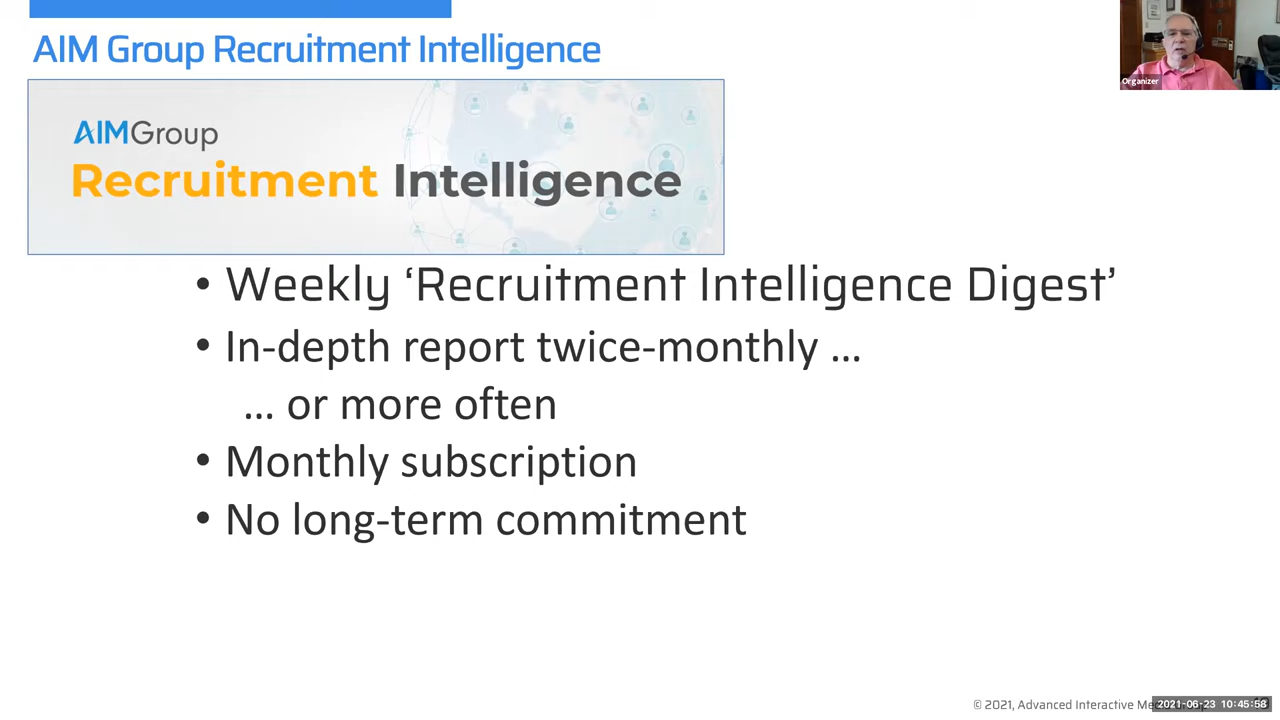 AIM Group Recruitment Intelligence
AIMGroup
Recruitment Intelligence
• Weekly ‘Recruitment Intelligence Digest’
• In-depth report twice-monthly ...
... or more often
• Monthly subscription
• No long-term commitment
Organizer
© 2021, Advanced Interactive
2021-06-23 10:45:58